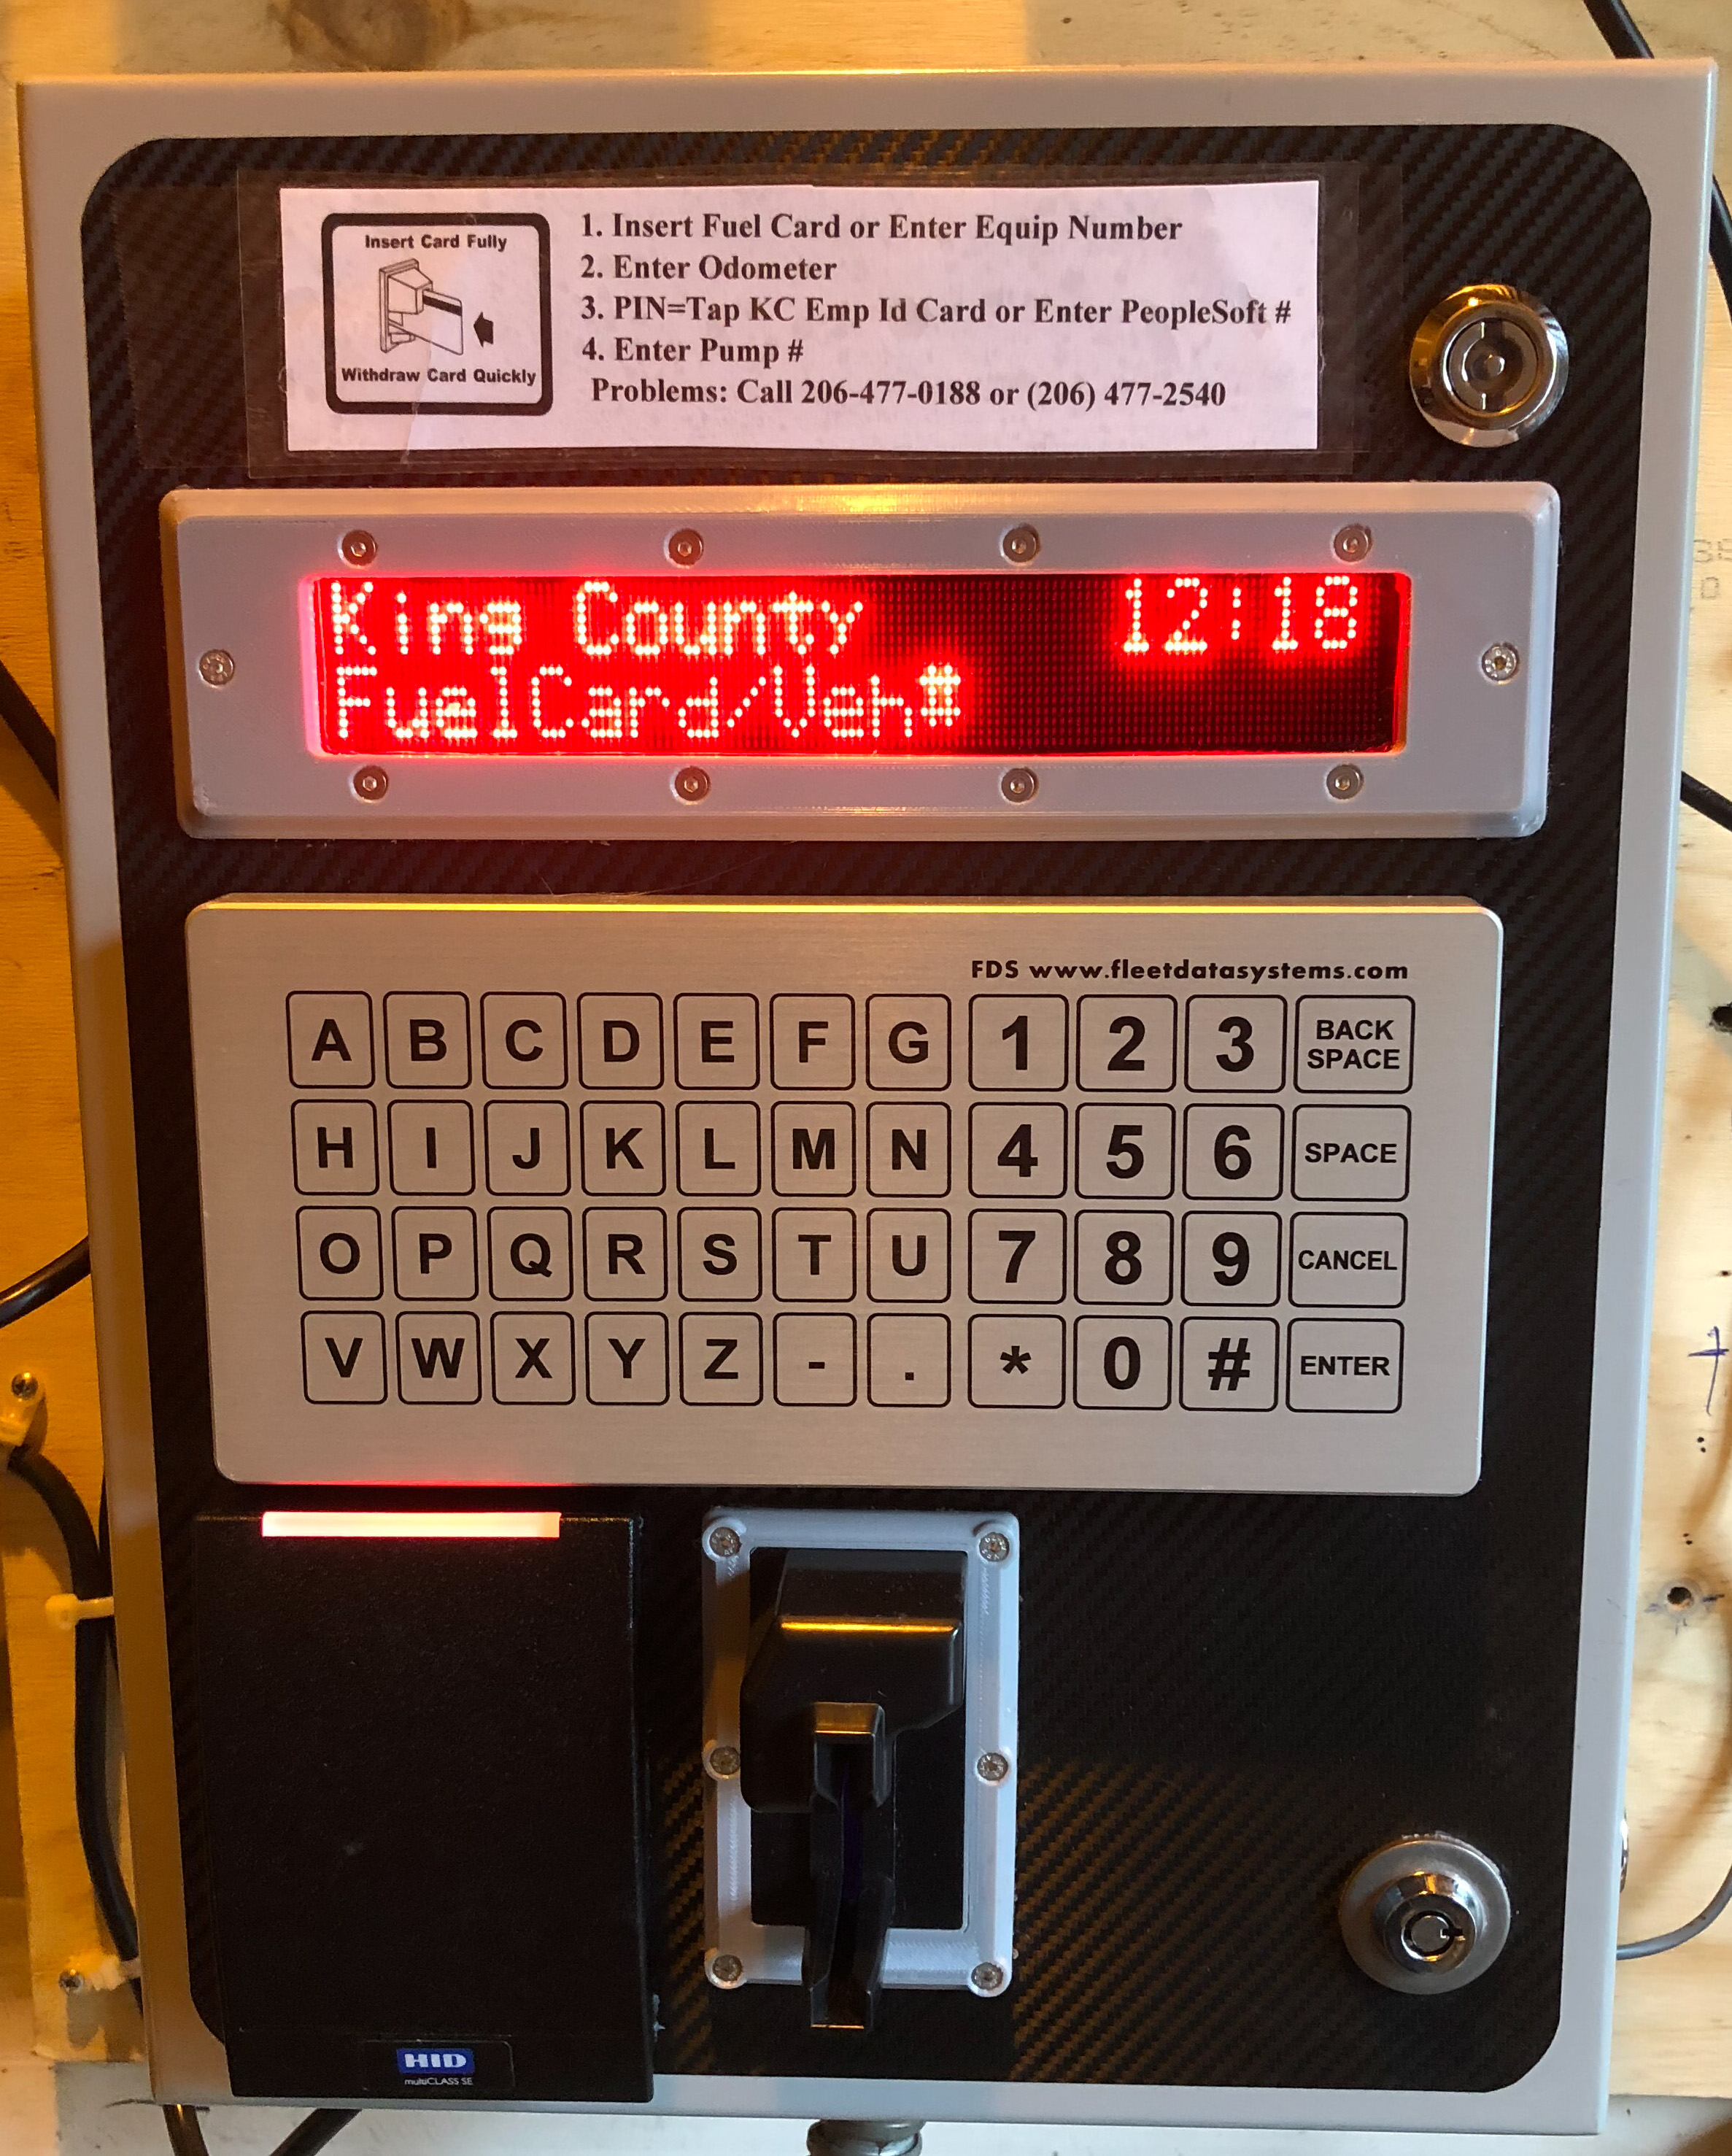 Insert Card Fully
Withdraw Card Quickly
1. Insert Fuel Card or Enter Equip Number
2. Enter Odometer
3. PIN=Tap KC Emp Id Card or Enter PeopleSoft #
4. Enter Pump #
Problems: Call 206-477-0188 or (206) 477-2540
King County 12:18
FuelCard/Veh#
FDS www.fleetdatasystems.com
A B C D E F G 1 2 3 BACK SPACE
H I J K L M N 4 5 6 SPACE
O P Q R S T U 7 8 9 CANCEL
V W X Y Z - . * 0 # ENTER
HID
multiCLASS SE